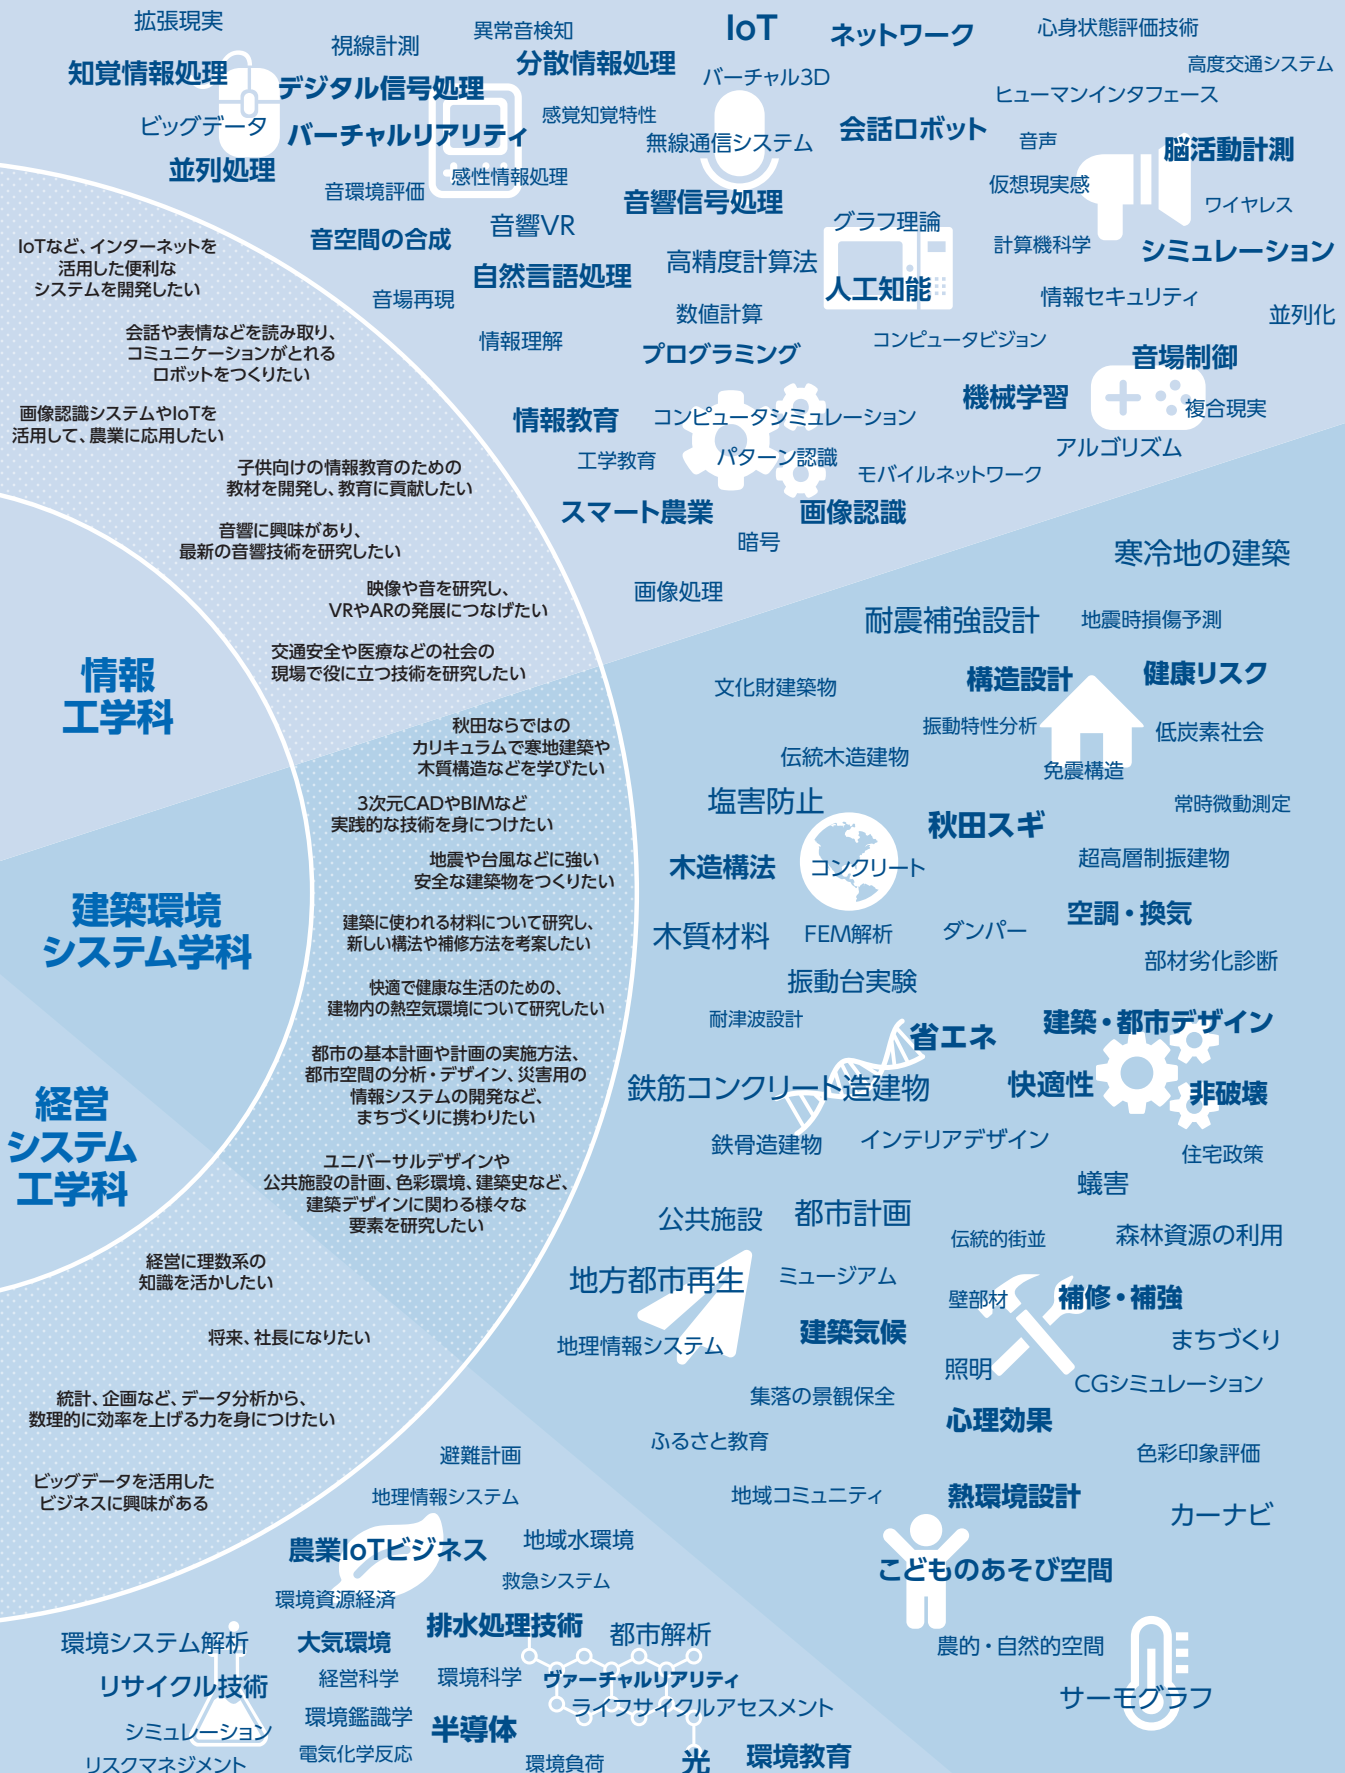 拡張現実
視線計測
異常音検知
IoT
ネットワーク
心身状態評価技術
知覚情報処理
デジタル信号処理
分散情報処理
バーチャル3D
高度交通システム
ヒューマンインタフェース
ビッグデータ
バーチャルリアリティ
感覚知覚特性
無線通信システム
会話ロボット
音声
脳活動計測
並列処理
音環境評価
感性情報処理
音響信号処理
仮想現実感
ワイヤレス
音空間の合成
音響VR
グラフ理論
計算機科学
シミュレーション
自然言語処理
高精度計算法
人工知能
音場再現
数値計算
情報セキュリティ
並列化
情報理解
プログラミング
コンピュータビジョン
音場制御
機械学習
複合現実
情報教育
コンピュータシミュレーション
アルゴリズム
工学教育
パターン認識
モバイルネットワーク
スマート農業
画像認識
暗号
画像処理
IoTなど、インターネットを
活用した便利な
システムを開発したい
会話や表情などを読み取り、
コミュニケーションがとれる
ロボットをつくりたい
画像認識システムやIoTを
活用して、農業に応用したい
子供向けの情報教育のための
教材を開発し、教育に貢献したい
音響に興味があり、
最新の音響技術を研究したい
映像や音を研究し、
VRやARの発展につなげたい
交通安全や医療などの社会の
現場で役に立つ技術を研究したい
情報
工学科
秋田ならではの
カリキュラムで寒地建築や
木質構造などを学びたい
3次元CADやBIMなど
実践的な技術を身につけたい
地震や台風などに強い
安全な建築物をつくりたい
建築に使われる材料について研究し、
新しい構法や補修方法を考案したい
快適で健康な生活のための、
建物内の熱空気環境について研究したい
都市の基本計画や計画の実施方法、
都市空間の分析・デザイン、災害用の
情報システムの開発など、
まちづくりに携わりたい
ユニバーサルデザインや
公共施設の計画、色彩環境、建築史など、
建築デザインに関わる様々な
要素を研究したい
建築環境
システム学科
寒冷地の建築
耐震補強設計
地震時損傷予測
文化財建築物
構造設計
健康リスク
振動特性分析
低炭素社会
伝統木造建物
免震構造
塩害防止
秋田スギ
常時微動測定
木造構法
コンクリート
超高層制振建物
木質材料
FEM解析
ダンパー
空調・換気
振動台実験
部材劣化診断
耐津波設計
省エネ
建築・都市デザイン
鉄筋コンクリート造建物
快適性
非破壊
鉄骨造建物
インテリアデザイン
住宅政策
蟻害
公共施設
都市計画
伝統的街並
森林資源の利用
地方都市再生
ミュージアム
壁部材
補修・補強
地理情報システム
建築気候
まちづくり
照明
CGシミュレーション
集落の景観保全
心理効果
ふるさと教育
色彩印象評価
地域コミュニティ
熱環境設計
カーナビ
こどものあそび空間
農的・自然的空間
サーモグラフ
経営
システム
工学科
経営に理数系の
知識を活かしたい
将来、社長になりたい
統計、企画など、データ分析から、
数理的に効率を上げる力を身につけたい
ビッグデータを活用した
ビジネスに興味がある
避難計画
地理情報システム
農業IoTビジネス
地域水環境
救急システム
環境資源経済
排水処理技術
都市解析
環境システム解析
大気環境
リサイクル技術
経営科学
環境科学
ヴァーチャルリアリティ
ライフサイクルアセスメント
シミュレーション
環境鑑識学
半導体
リスクマネジメント
電気化学反応
環境負荷
光
環境教育